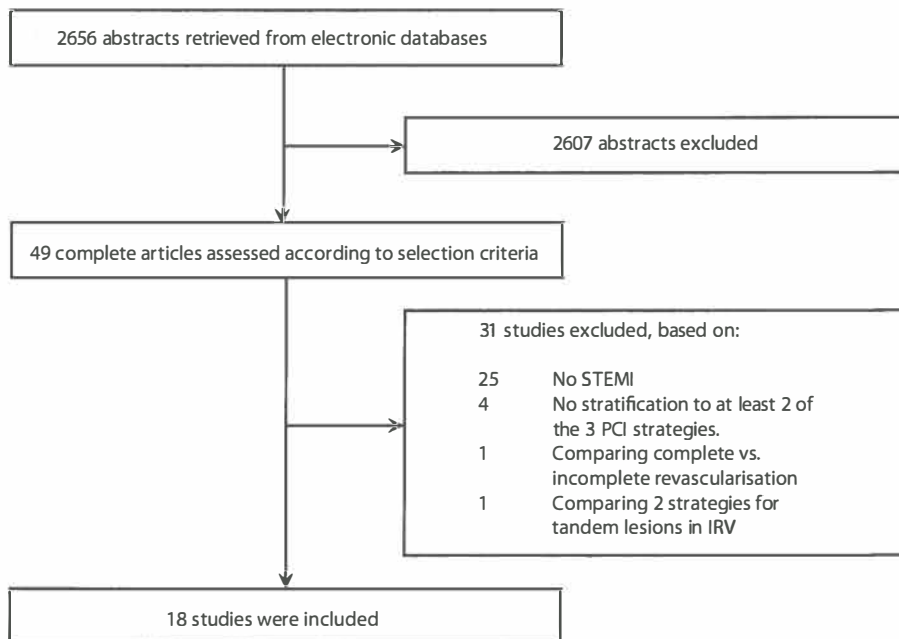 2656 abstracts retrieved from electronic databases
2607 abstracts excluded
49 complete articles assessed according to selection criteria
31 studies excluded, based on:
25 No STEMI
4 No stratification to at least 2 of
the 3 PCI strategies.
1 Comparing complete vs.
incomplete revascularisation
1 Comparing 2 strategies for
tandem lesions in IRV
18 studies were included